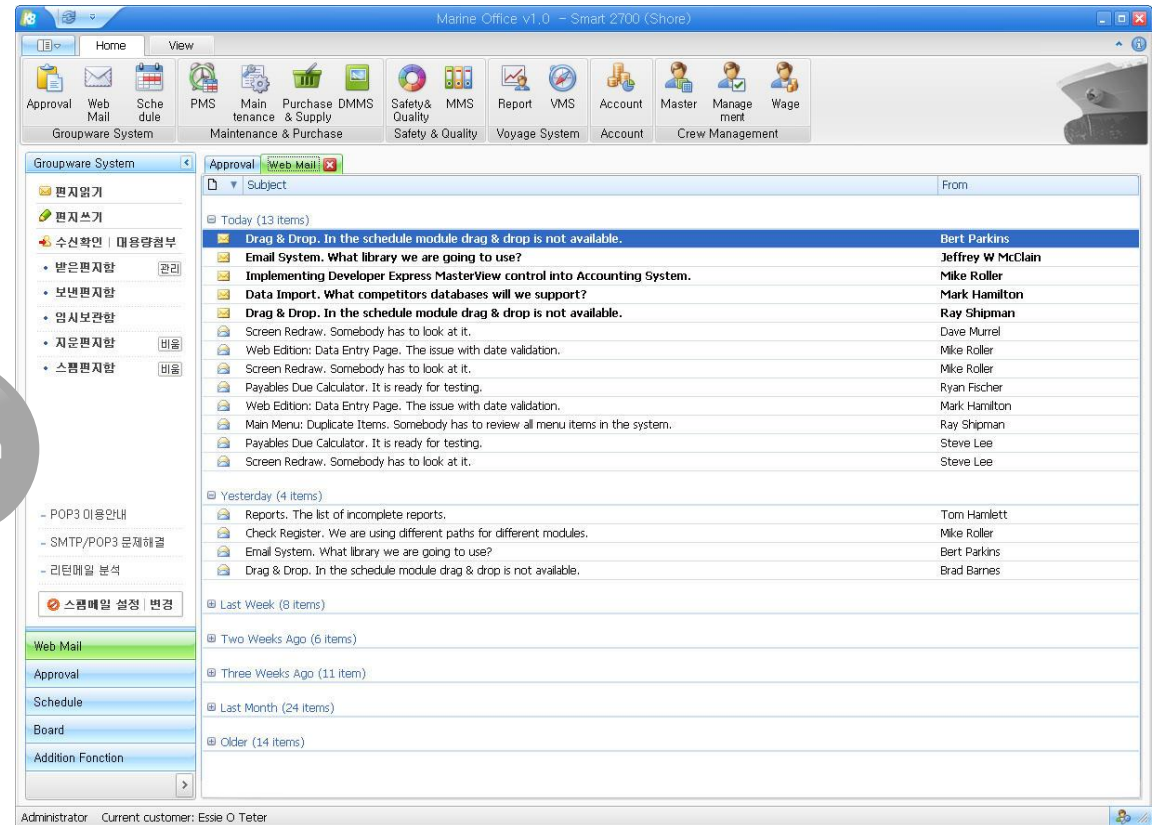 Marine Office v1.0 - Smart 2700 (Shore)
Home View
Approval Web Mail Sche dule PMS Main tenance Purchase & Supply DMMS Safety& Quality MMS Report VMS Account Master Manage ment Wage
Groupware System Maintenance & Purchase Safety & Quality Voyage System Account Crew Management
Groupware System
편지읽기
편지쓰기
수신확인 | 대용량첨부
받은편지함 관리
보낸편지함
임시보관함
지운편지함 비움
스팸편지함 비움
- POP3 이용안내
- SMTP/POP3 문제해결
- 리턴메일 분석
스팸메일 설정 | 변경
Web Mail
Approval
Schedule
Board
Addition Fonction
Approval Web Mail
Subject From
Today (13 items)
Drag & Drop. In the schedule module drag & drop is not available. Bert Parkins
Email System. What library we are going to use? Jeffrey W McClain
Implementing Developer Express MasterView control into Accounting System. Mike Roller
Data Import. What competitors databases will we support? Mark Hamilton
Drag & Drop. In the schedule module drag & drop is not available. Ray Shipman
Screen Redraw. Somebody has to look at it. Dave Murrel
Web Edition: Data Entry Page. The issue with date validation. Mike Roller
Screen Redraw. Somebody has to look at it. Mike Roller
Payables Due Calculator. It is ready for testing. Ryan Fischer
Web Edition: Data Entry Page. The issue with date validation. Mark Hamilton
Main Menu: Duplicate Items. Somebody has to review all menu items in the system. Ray Shipman
Payables Due Calculator. It is ready for testing. Steve Lee
Screen Redraw. Somebody has to look at it. Steve Lee
Yesterday (4 items)
Reports. The list of incomplete reports. Tom Hamlett
Check Register. We are using different paths for different modules. Mike Roller
Email System. What library we are going to use? Bert Parkins
Drag & Drop. In the schedule module drag & drop is not available. Brad Barnes
Last Week (8 items)
Two Weeks Ago (6 items)
Three Weeks Ago (11 item)
Last Month (24 items)
Older (14 items)
Administrator Current customer: Essie O Teter